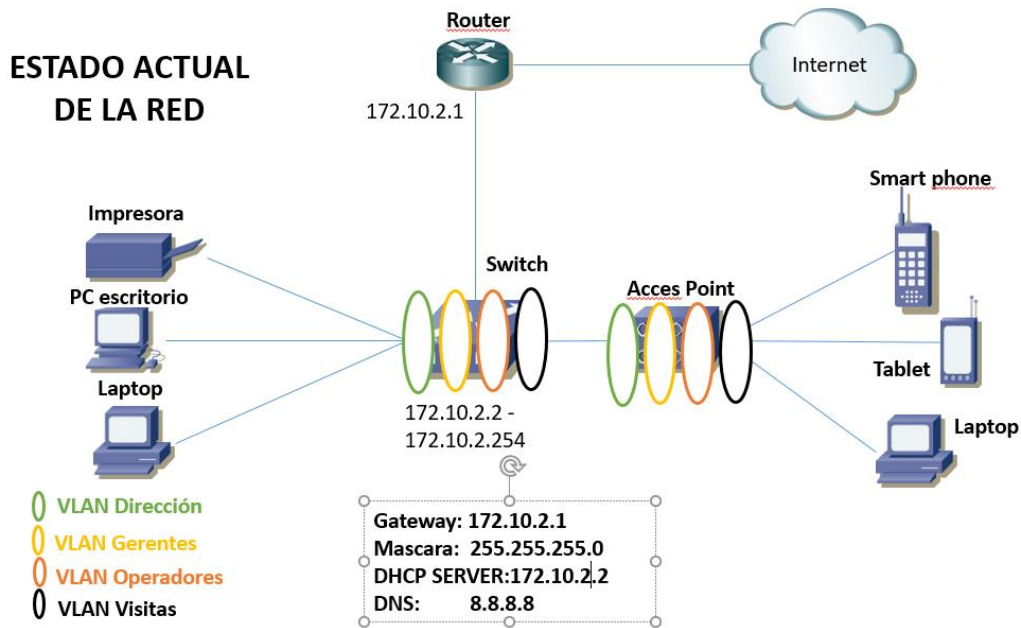 ESTADO ACTUAL
DE LA RED
Router
172.10.2.1
Internet
Impresora
PC escritorio
Laptop
Switch
172.10.2.2 -
172.10.2.254
Acces Point
Smart phone
Tablet
Laptop
VLAN Dirección
VLAN Gerentes
VLAN Operadores
VLAN Visitas
Gateway: 172.10.2.1
Mascara: 255.255.255.0
DHCP SERVER:172.10.2.2
DNS: 8.8.8.8